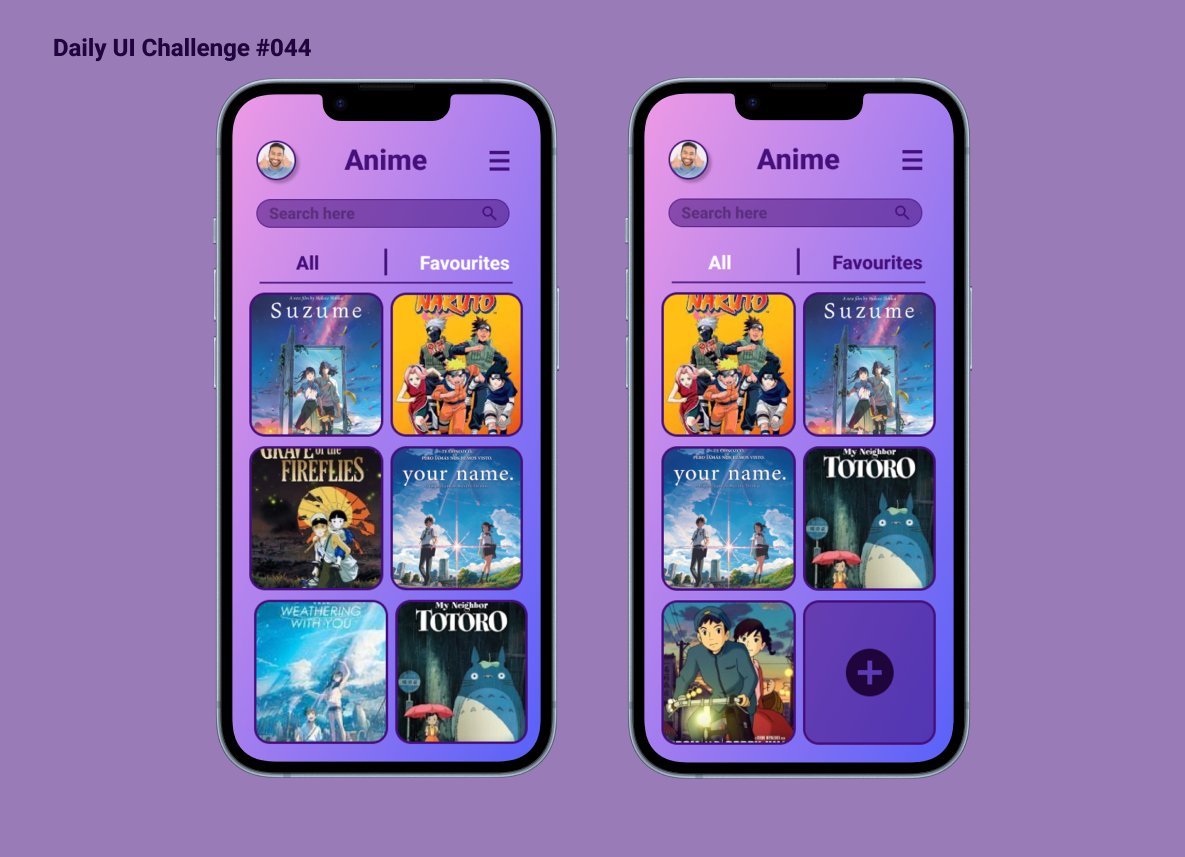 Daily UI Challenge #044
Anime
Search here
All
Favourites
Suzume
NARUTO
GRAVE of the
FIREFLIES
your name.
WEATHERING
WITH YOU
My Neighbor
TOTORO
Anime
Search here
All
Favourites
NARUTO
Suzume
your name.
My Neighbor
TOTORO